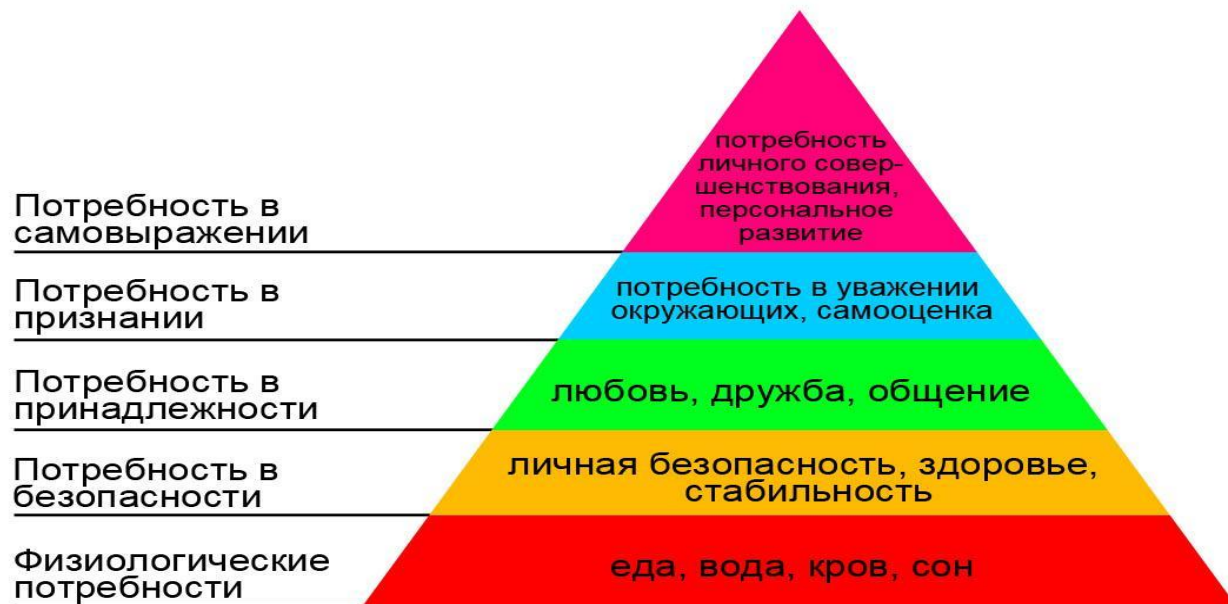 потребность
личного совер-
шенствования,
персональное
развитие
Потребность в
самовыражении
потребность в уважении
окружающих, самооценка
Потребность в
признании
любовь, дружба, общение
Потребность в
принадлежности
личная безопасность, здоровье,
стабильность
Потребность в
безопасности
еда, вода, кров, сон
Физиологические
потребности